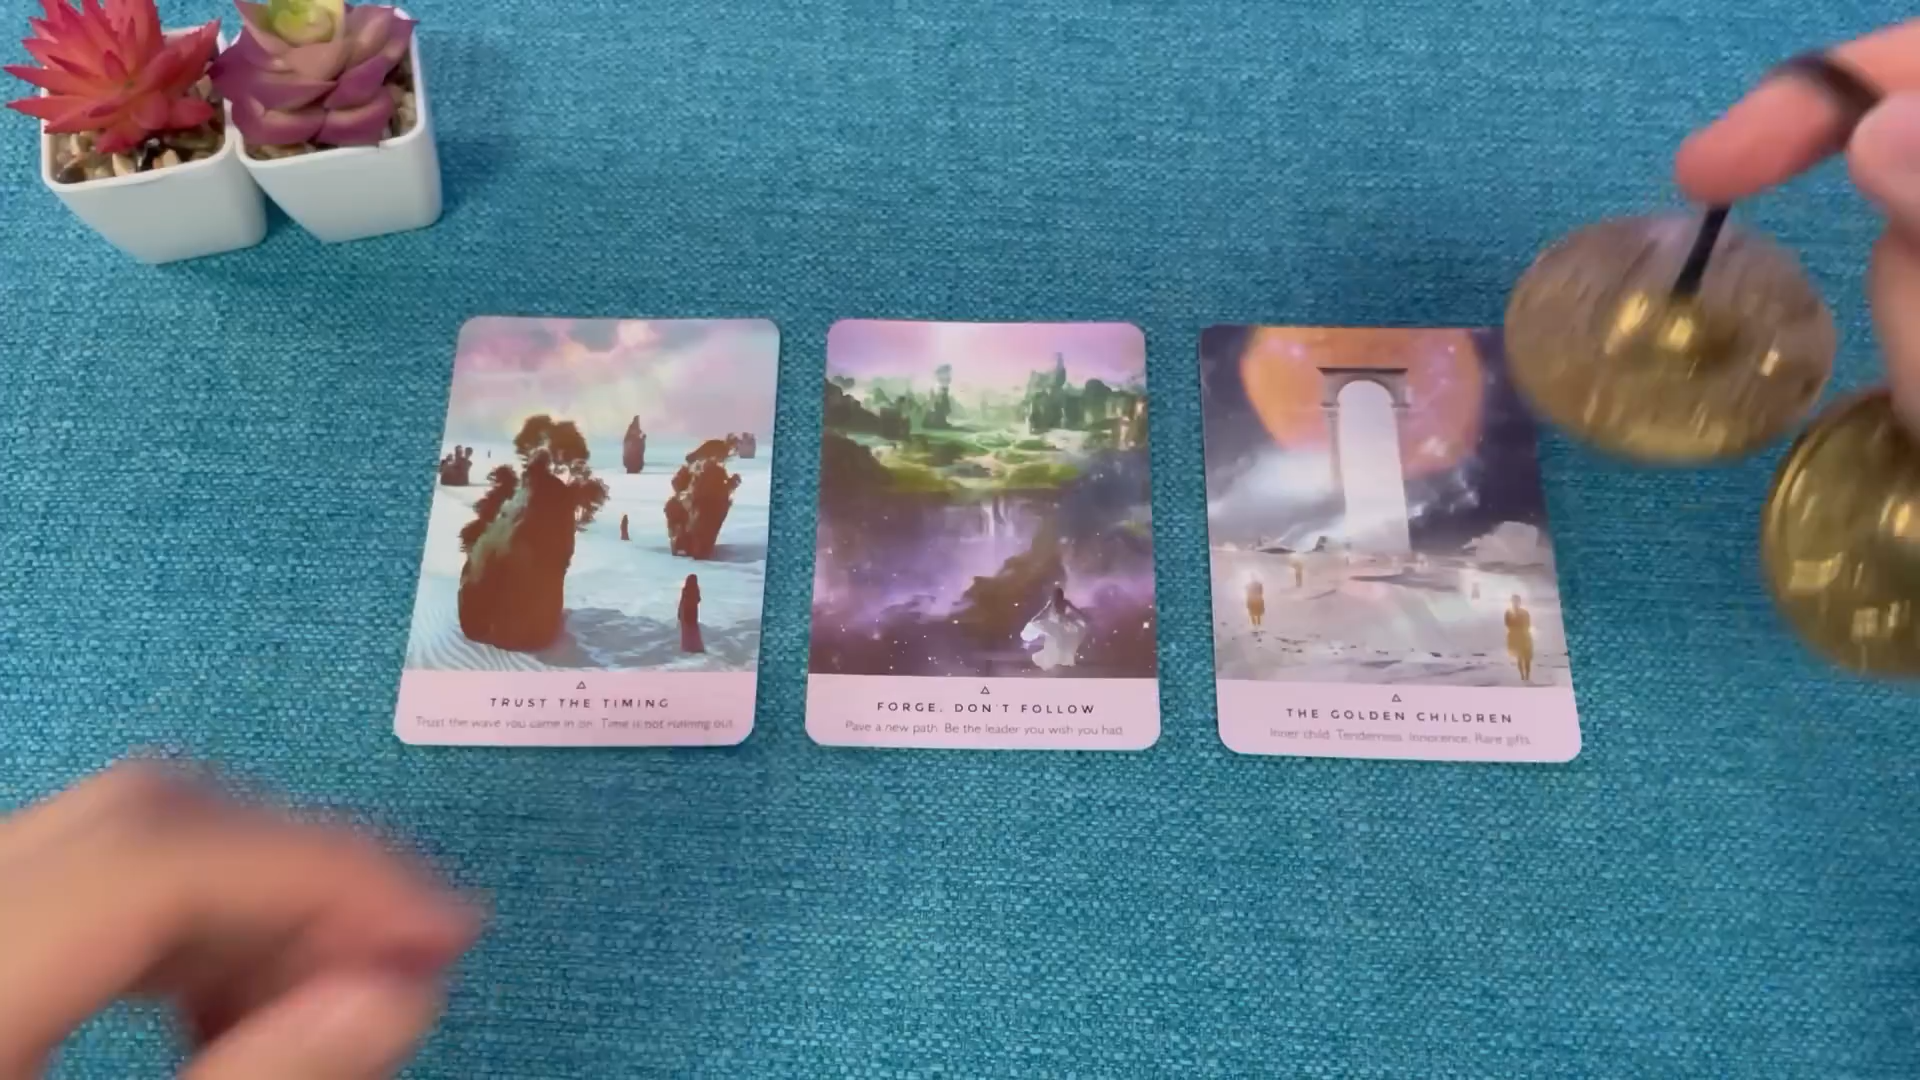 TRUST THE TIMING
Trust the wave you came in on. Time is not running out.
FORGE, DON'T FOLLOW
Pave a new path. Be the leader you wish you had.
THE GOLDEN CHILDREN
Inner child. Tenderness. Innocence. Rare gifts.